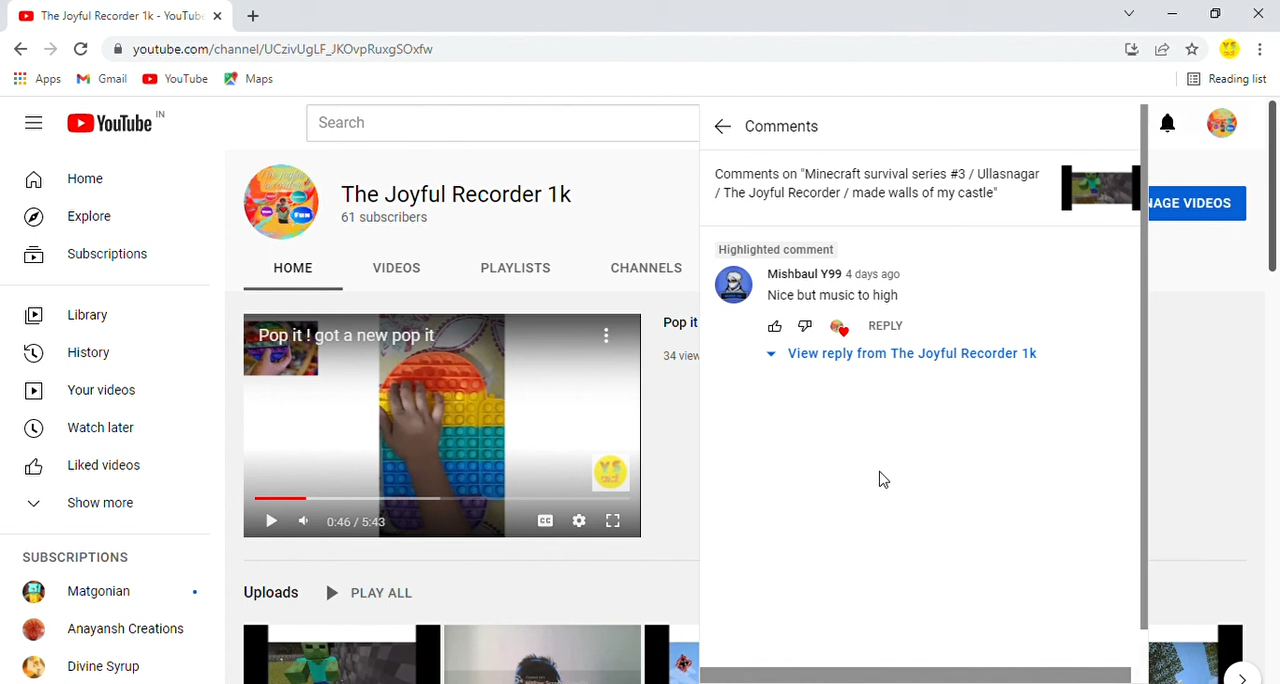 The Joyful Recorder 1k - YouTube
youtube.com/channel/UCzivUgLF_JKOvpRuxgSOxfw
Apps
Gmail
YouTube
Maps
Reading list
YouTube IN
Search
Home
Explore
Subscriptions
Library
History
Your videos
Watch later
Liked videos
Show more
SUBSCRIPTIONS
Matgonian
Anayansh Creations
Divine Syrup
The Joyful Recorder 1k
61 subscribers
HOME
VIDEOS
PLAYLISTS
CHANNELS
NAGE VIDEOS
Pop it ! got a new pop it
0:46 / 5:43
CC
Pop it
34 view
Uploads
PLAY ALL
Comments
Comments on "Minecraft survival series #3 / Ullasnagar
/ The Joyful Recorder / made walls of my castle"
Highlighted comment
Mishbaul Y99 4 days ago
Nice but music to high
REPLY
View reply from The Joyful Recorder 1k